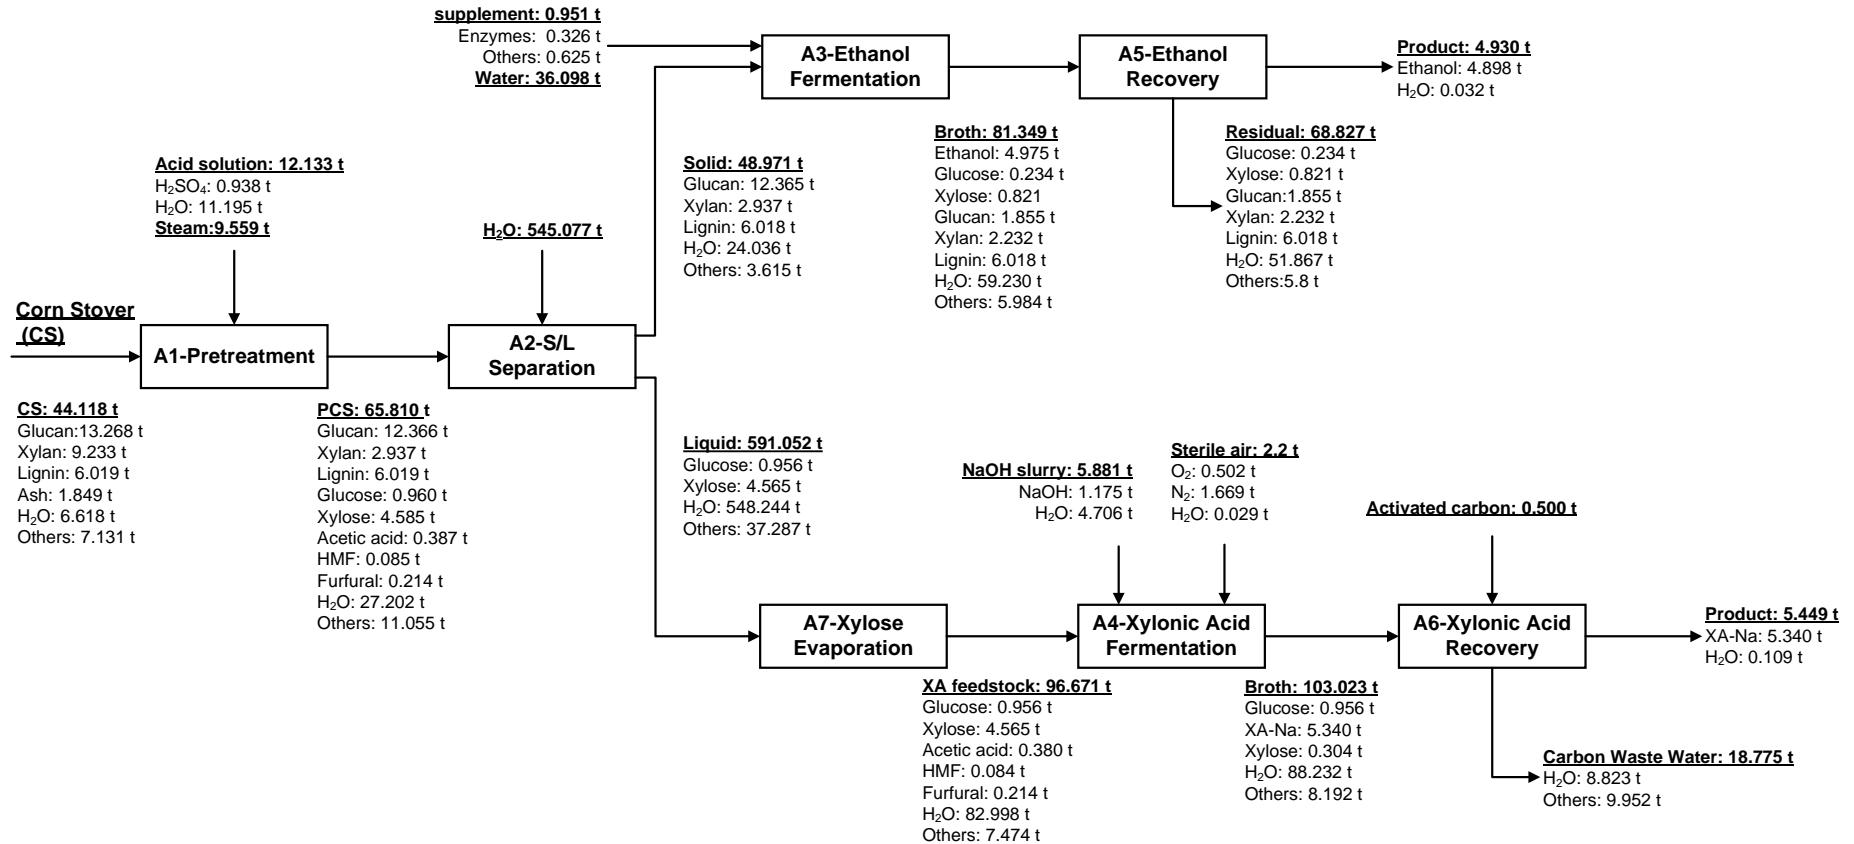 supplement: 0.951 t
Enzymes: 0.326 t
Others: 0.625 t
Water: 36.098 t
A3-Ethanol
Fermentation
A5-Ethanol
Recovery
Product: 4.930 t
Ethanol: 4.898 t
H₂O: 0.032 t
Acid solution: 12.133 t
H₂SO₄: 0.938 t
H₂O: 11.195 t
Steam:9.559 t
H₂O: 545.077 t
Solid: 48.971 t
Glucan: 12.365 t
Xylan: 2.937 t
Lignin: 6.018 t
H₂O: 24.036 t
Others: 3.615 t
Broth: 81.349 t
Ethanol: 4.975 t
Glucose: 0.234 t
Xylose: 0.821
Glucan: 1.855 t
Xylan: 2.232 t
Lignin: 6.018 t
H₂O: 59.230 t
Others: 5.984 t
Residual: 68.827 t
Glucose: 0.234 t
Xylose: 0.821 t
Glucan:1.855 t
Xylan: 2.232 t
Lignin: 6.018 t
H₂O: 51.867 t
Others:5.8 t
Corn Stover
(CS)
A1-Pretreatment
A2-S/L
Separation
CS: 44.118 t
Glucan:13.268 t
Xylan: 9.233 t
Lignin: 6.019 t
Ash: 1.849 t
H₂O: 6.618 t
Others: 7.131 t
PCS: 65.810 t
Glucan: 12.366 t
Xylan: 2.937 t
Lignin: 6.019 t
Glucose: 0.960 t
Xylose: 4.585 t
Acetic acid: 0.387 t
HMF: 0.085 t
Furfural: 0.214 t
H₂O: 27.202 t
Others: 11.055 t
Liquid: 591.052 t
Glucose: 0.956 t
Xylose: 4.565 t
H₂O: 548.244 t
Others: 37.287 t
NaOH slurry: 5.881 t
NaOH: 1.175 t
H₂O: 4.706 t
Sterile air: 2.2 t
O₂: 0.502 t
N₂: 1.669 t
H₂O: 0.029 t
Activated carbon: 0.500 t
A7-Xylose
Evaporation
A4-Xylonic Acid
Fermentation
A6-Xylonic Acid
Recovery
Product: 5.449 t
XA-Na: 5.340 t
H₂O: 0.109 t
XA feedstock: 96.671 t
Glucose: 0.956 t
Xylose: 4.565 t
Acetic acid: 0.380 t
HMF: 0.084 t
Furfural: 0.214 t
H₂O: 82.998 t
Others: 7.474 t
Broth: 103.023 t
Glucose: 0.956 t
XA-Na: 5.340 t
Xylose: 0.304 t
H₂O: 88.232 t
Others: 8.192 t
Carbon Waste Water: 18.775 t
H₂O: 8.823 t
Others: 9.952 t